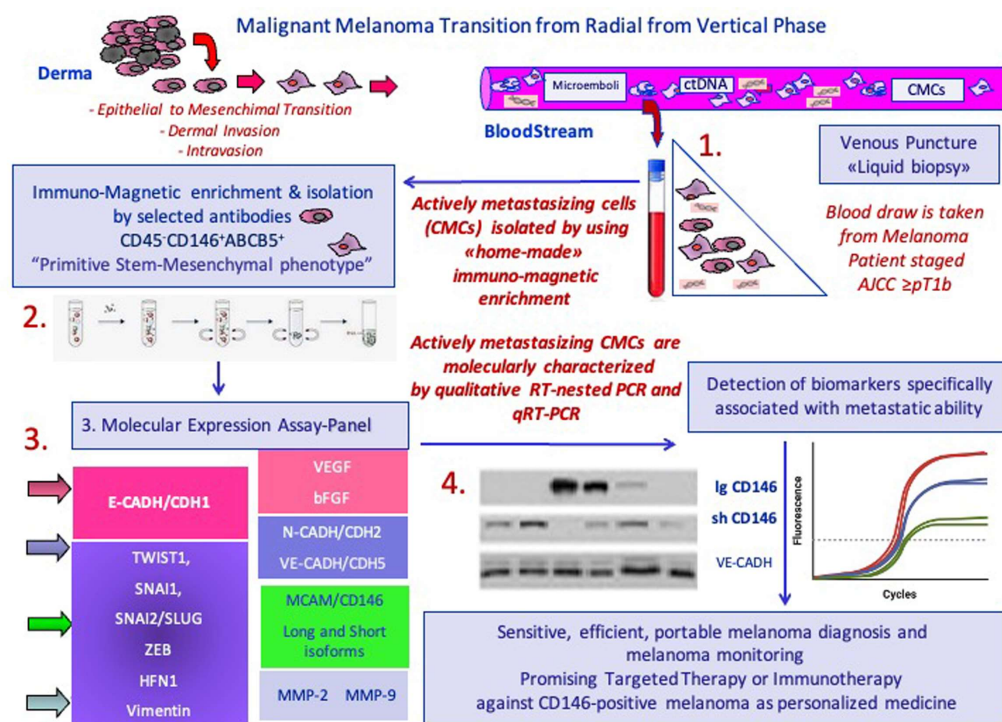 Malignant Melanoma Transition from Radial from Vertical Phase
Derma
- Epithelial to Mesenchimal Transition
- Dermal Invasion
- Intravasion
Microemboli
ctDNA
CMCs
BloodStream
1.
Venous Puncture
«Liquid biopsy»
Blood draw is taken
from Melanoma
Patient staged
AJCC ≥pT1b
Immuno-Magnetic enrichment & isolation
by selected antibodies
CD45-CD146+ABCB5+
“Primitive Stem-Mesenchymal phenotype”
Actively metastasizing cells
(CMCs) isolated by using
«home-made»
immuno-magnetic
enrichment
2.
Actively metastasizing CMCs are
molecularly characterized
by qualitative RT-nested PCR and
qRT-PCR
Detection of biomarkers specifically
associated with metastatic ability
3.
3. Molecular Expression Assay-Panel
E-CADH/CDH1
TWIST1,
SNAI1,
SNAI2/SLUG
ZEB
HFN1
Vimentin
VEGF
bFGF
N-CADH/CDH2
VE-CADH/CDH5
MCAM/CD146
Long and Short
isoforms
MMP-2 MMP-9
4.
lg CD146
sh CD146
VE-CADH
Fluorescence
Cycles
Sensitive, efficient, portable melanoma diagnosis and
melanoma monitoring
Promising Targeted Therapy or Immunotherapy
against CD146-positive melanoma as personalized medicine